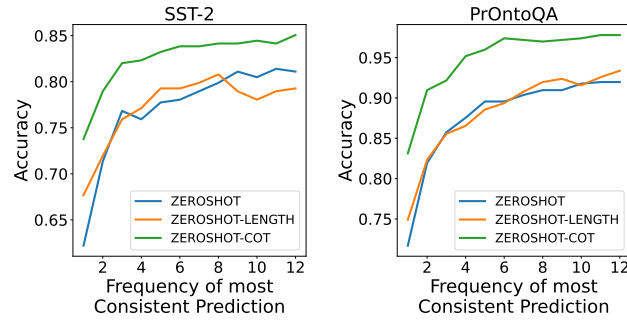 SST-2
Accuracy
0.85
0.80
0.75
0.70
0.65
ZEROSHOT
ZEROSHOT-LENGTH
ZEROSHOT-COT
2 4 6 8 10 12
Frequency of most
Consistent Prediction
PrOntoQA
Accuracy
0.95
0.90
0.85
0.80
0.75
ZEROSHOT
ZEROSHOT-LENGTH
ZEROSHOT-COT
2 4 6 8 10 12
Frequency of most
Consistent Prediction